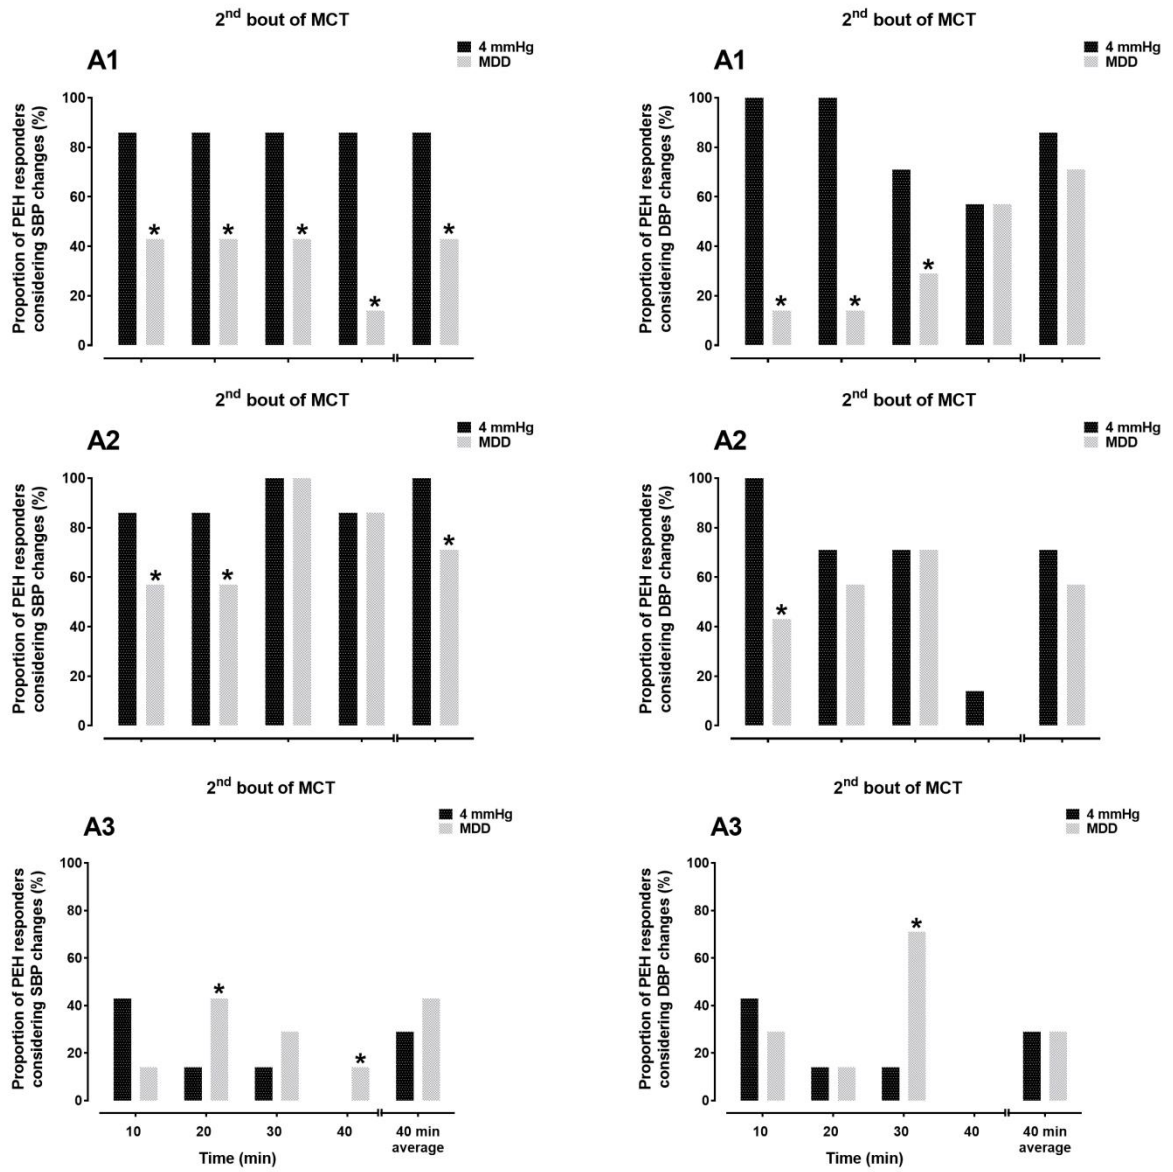 2nd bout of MCT
A1
4 mmHg
MDD
Proportion of PEH responders
considering SBP changes (%)
100
80
60
40
20
0
*
*
*
*
*
2nd bout of MCT
A1
4 mmHg
MDD
Proportion of PEH responders
considering DBP changes (%)
100
80
60
40
20
0
*
*
*
2nd bout of MCT
A2
4 mmHg
MDD
Proportion of PEH responders
considering SBP changes (%)
100
80
60
40
20
0
*
*
*
2nd bout of MCT
A2
4 mmHg
MDD
Proportion of PEH responders
considering DBP changes (%)
100
80
60
40
20
0
*
2nd bout of MCT
A3
4 mmHg
MDD
Proportion of PEH responders
considering SBP changes (%)
100
80
60
40
20
0
*
*
10 20 30 40 40 min
average
Time (min)
2nd bout of MCT
A3
4 mmHg
MDD
Proportion of PEH responders
considering DBP changes (%)
100
80
60
40
20
0
*
10 20 30 40 40 min
average
Time (min)